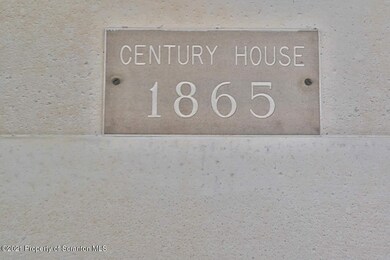 CENTURY HOUSE
1865
©2021 Property of Scranton MLS